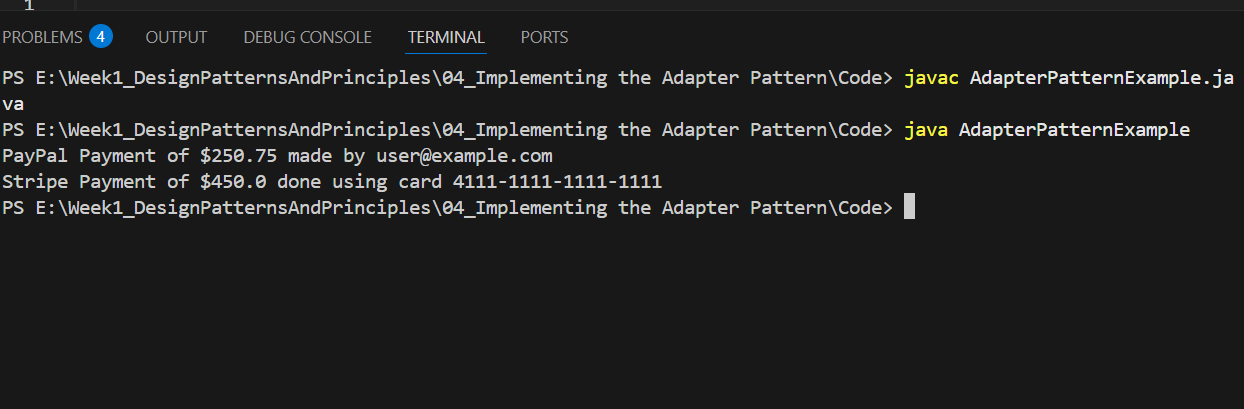 1
PROBLEMS 4 OUTPUT DEBUG CONSOLE TERMINAL PORTS
PS E:\Week1_DesignPatternsAndPrinciples\04_Implementing the Adapter Pattern\Code> javac AdapterPatternExample.ja
va
PS E:\Week1_DesignPatternsAndPrinciples\04_Implementing the Adapter Pattern\Code> java AdapterPatternExample
PayPal Payment of $250.75 made by user@example.com
Stripe Payment of $450.0 done using card 4111-1111-1111-1111
PS E:\Week1_DesignPatternsAndPrinciples\04_Implementing the Adapter Pattern\Code>